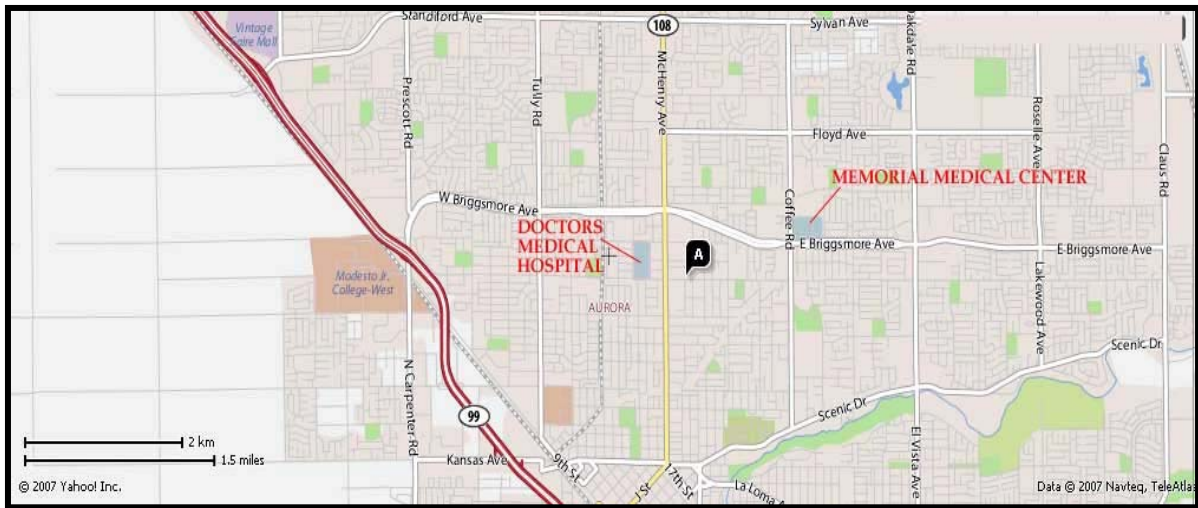 Vintage
Faire Mall
Standiford Ave
108
Sylvan Ave
Oakdale Rd
Prescott Rd
Tully Rd
McHenry Ave
Floyd Ave
Roselle Ave
Claus Rd
MEMORIAL MEDICAL CENTER
Coffee Rd
W Briggsmore Ave
DOCTORS
MEDICAL
HOSPITAL
A
E Briggsmore Ave
E Briggsmore Ave
Modesto Jr.
College-West
AURORA
Lakewood Ave
Scenic Dr
N Carpenter Rd
99
Scenic Dr
El Vista Ave
2 km
1.5 miles
Kansas Ave
9th St
J St
17th St
La Loma A
© 2007 Yahoo! Inc.
Data © 2007 Navteq, TeleAtlas